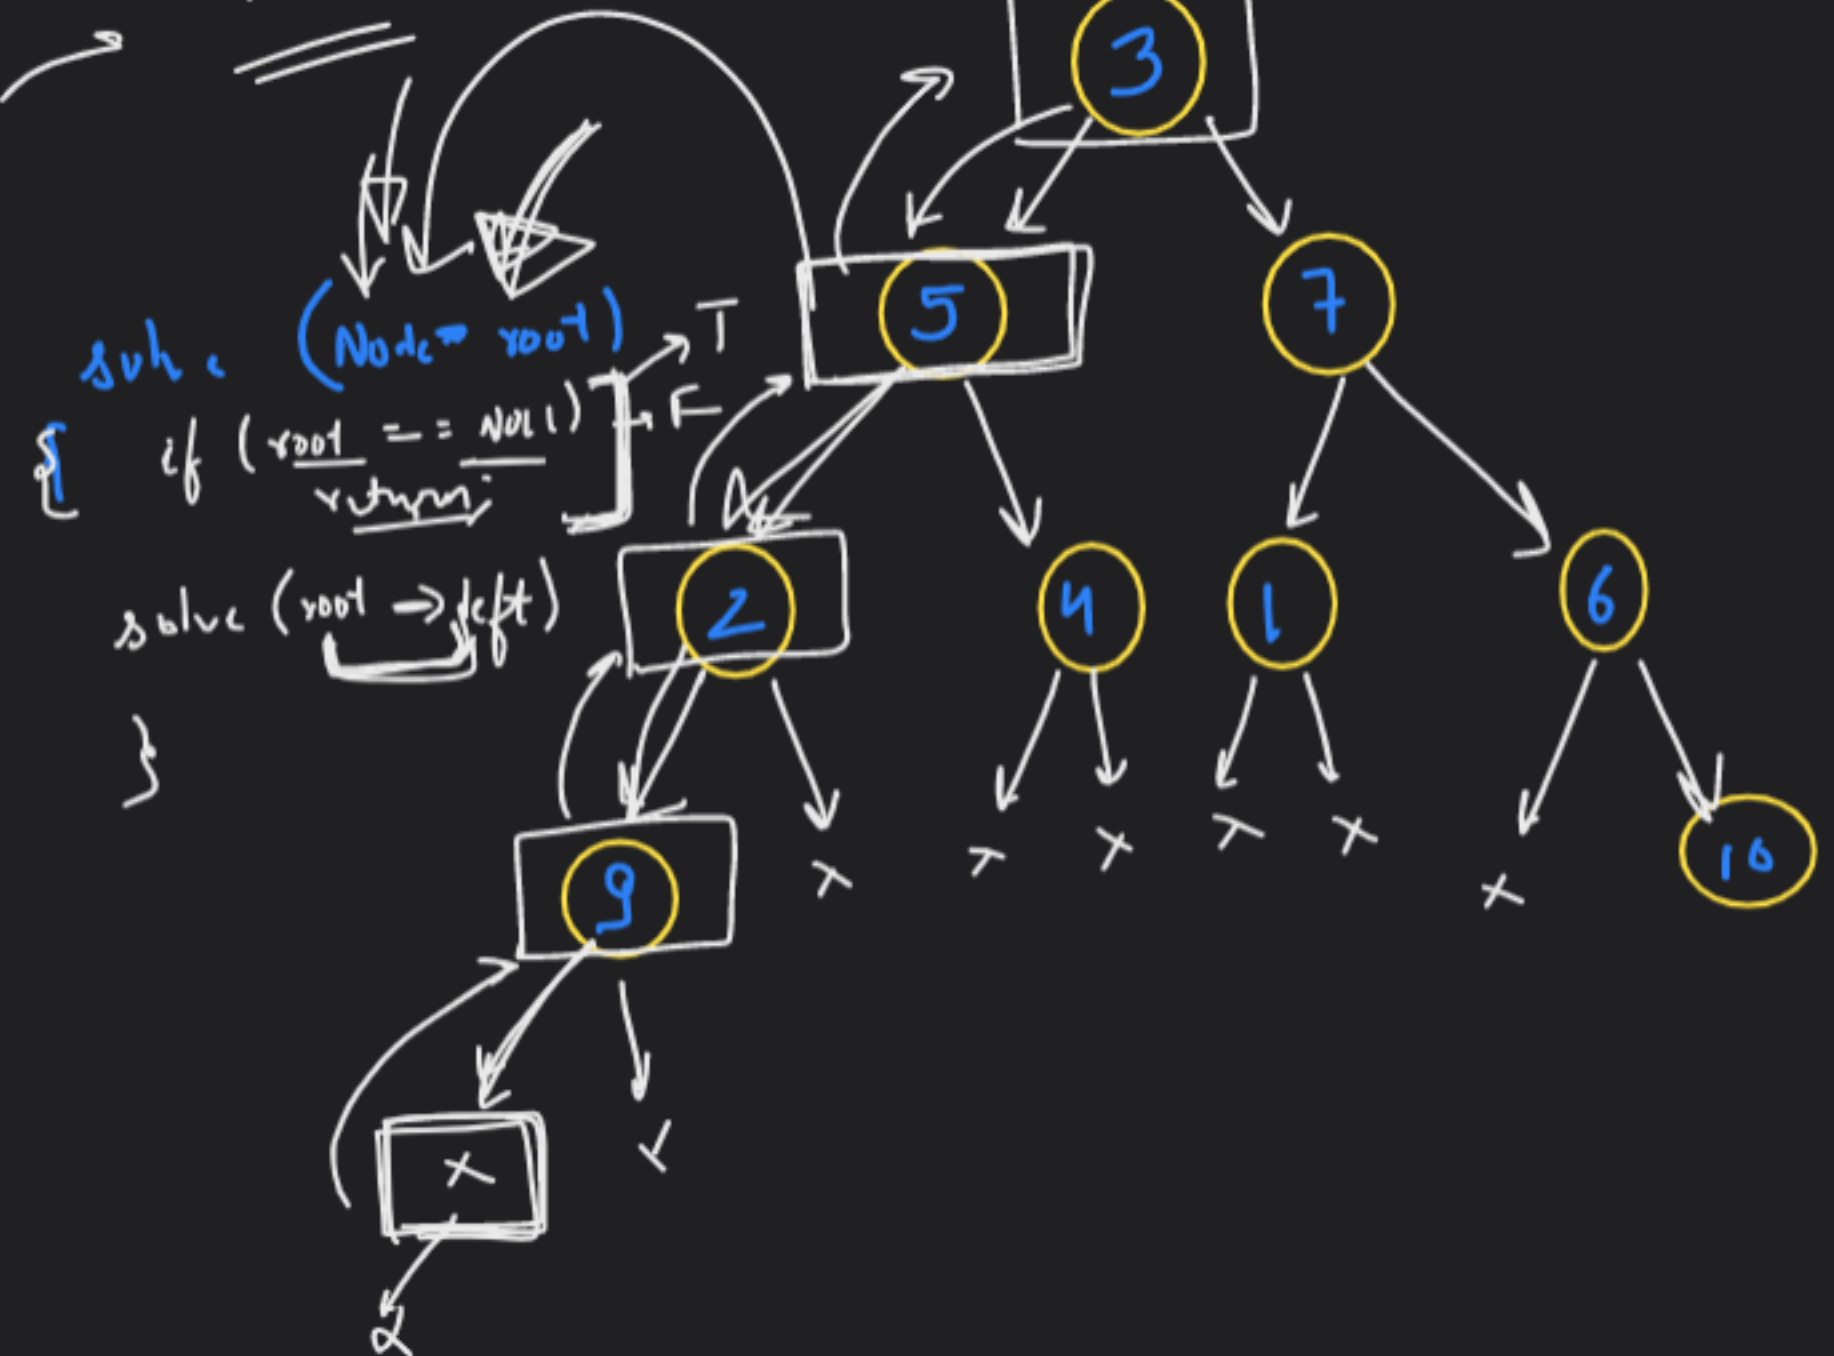 3
solve (Node* root) → T
5
7
{ if (root == NULL) → F
return;
solve (root → left)
2
4
1
6
}
x
x
x
x
x
x
9
10
x
x